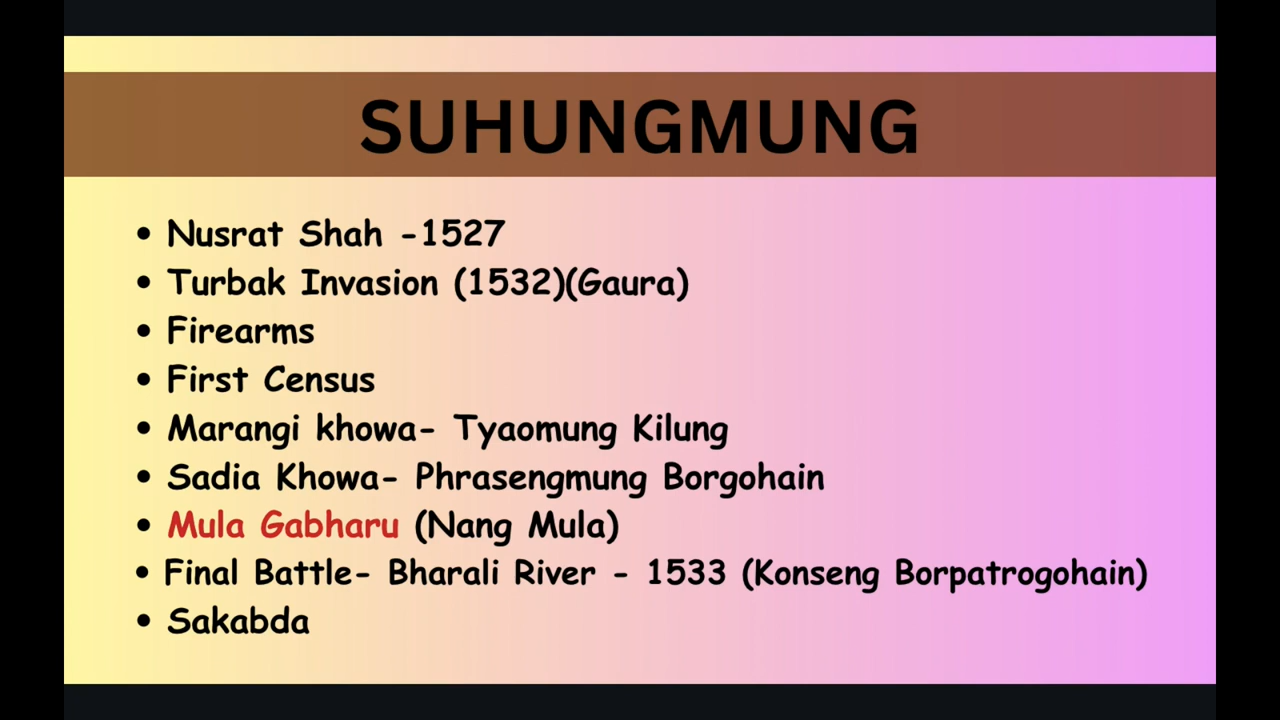 SUHUNGMUNG
• Nusrat Shah -1527
• Turbak Invasion (1532)(Gaura)
• Firearms
• First Census
• Marangi khowa- Tyaomung Kilung
• Sadia Khowa- Phrasengmung Borgohain
• Mula Gabharu (Nang Mula)
• Final Battle- Bharali River - 1533 (Konseng Borpatrogohain)
• Sakabda